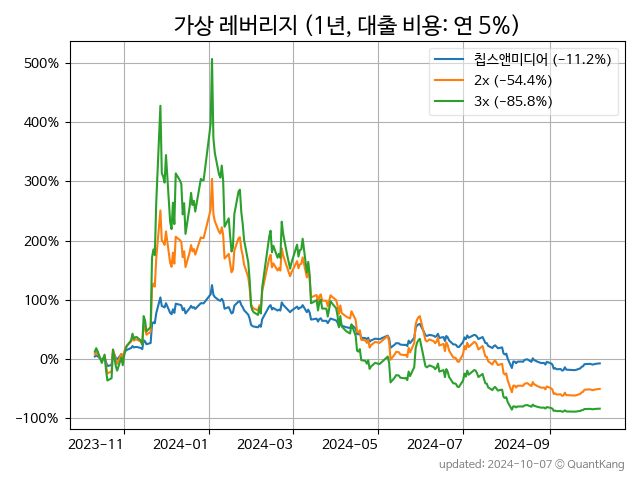 가상 레버리지 (1년, 대출 비용: 연 5%)
칩스앤미디어 (−11.2%)
2x (−54.4%)
3x (−85.8%)
500%
400%
300%
200%
100%
0%
−100%
2023-11 2024-01 2024-03 2024-05 2024-07 2024-09
updated: 2024-10-07 © QuantKang